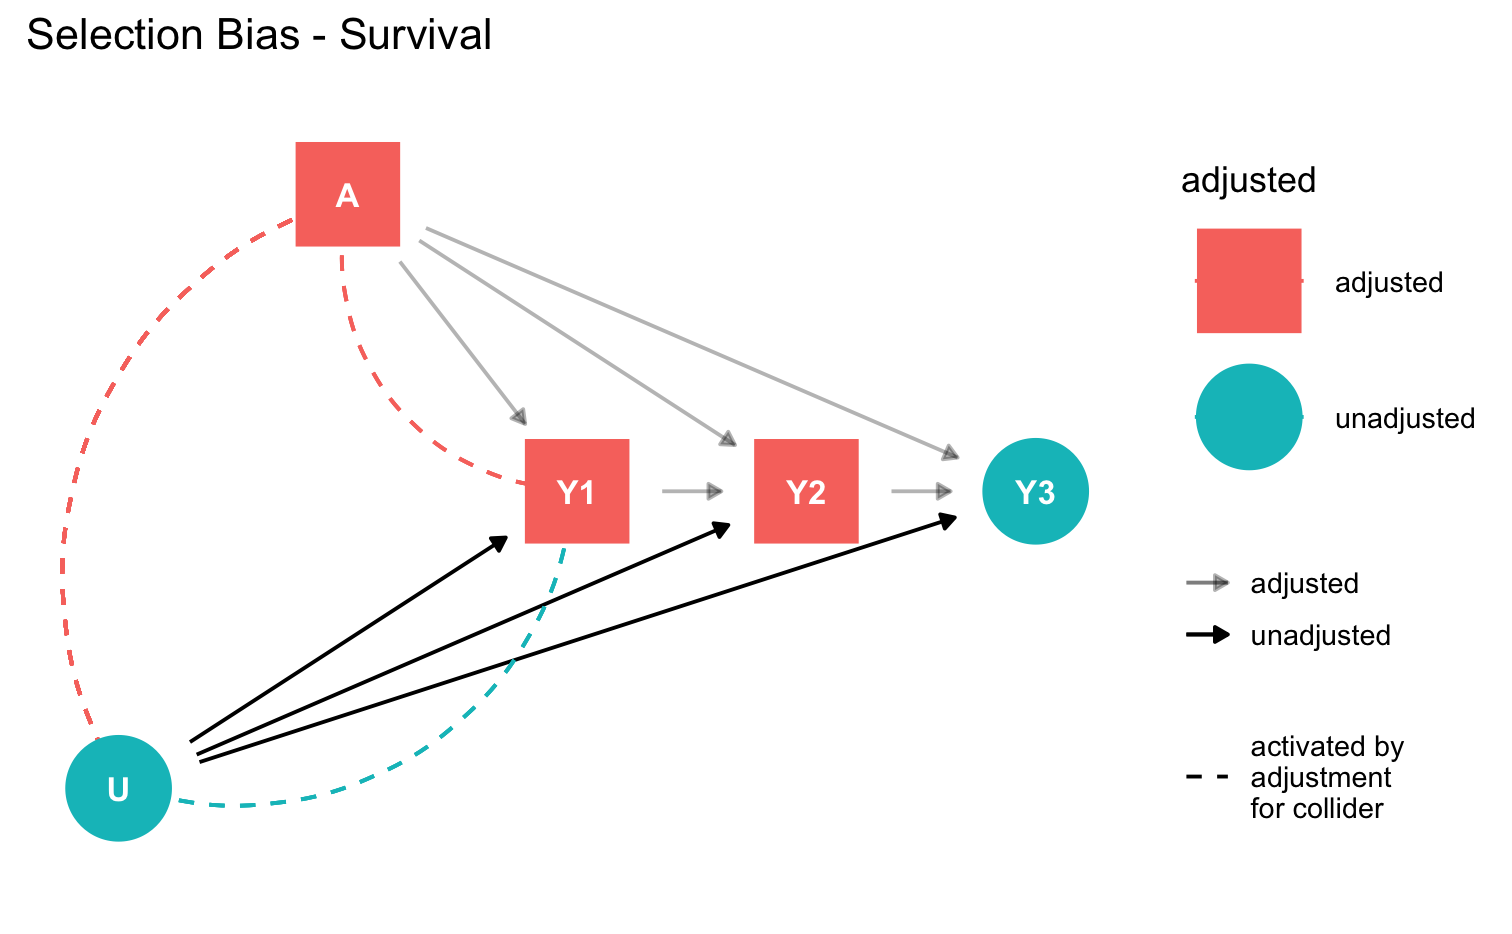 Selection Bias - Survival
A
Y1
Y2
Y3
U
adjusted
adjusted
unadjusted
adjusted
unadjusted
activated by
adjustment
for collider